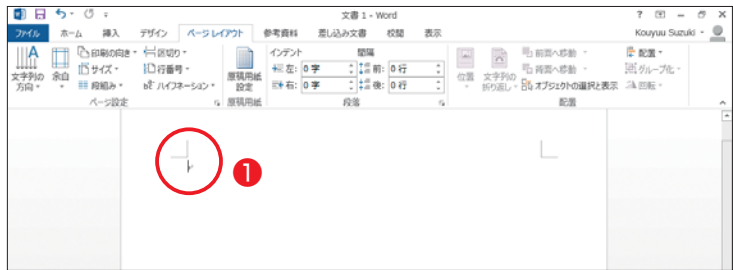 文書 1 - Word
ファイル ホーム 挿入 デザイン ページ レイアウト 参考資料 差し込み文書 校閲 表示 Kouyuu Suzuki
文字列の方向 余白 印刷の向き サイズ 段組み 区切り 行番号 ハイフネーション
ページ設定
原稿用紙設定
原稿用紙
インデント 間隔
左: 0 字 前: 0 行
右: 0 字 後: 0 行
段落
位置 文字列の折り返し 前面へ移動 背面へ移動 オブジェクトの選択と表示 配置 グループ化 回転
配置
1